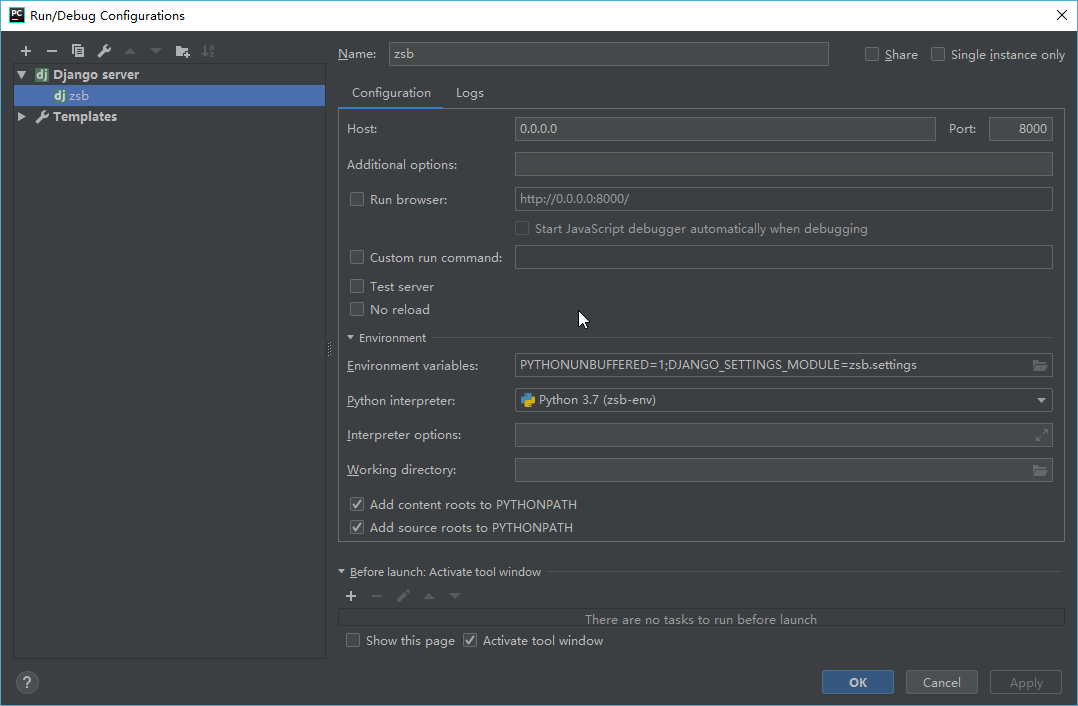 PC Run/Debug Configurations
Name: zsb Share Single instance only
dj Django server
dj zsb
Templates
Configuration Logs
Host: 0.0.0.0 Port: 8000
Additional options:
Run browser: http://0.0.0.0:8000/
Start JavaScript debugger automatically when debugging
Custom run command:
Test server
No reload
Environment
Environment variables: PYTHONUNBUFFERED=1;DJANGO_SETTINGS_MODULE=zsb.settings
Python interpreter: Python 3.7 (zsb-env)
Interpreter options:
Working directory:
Add content roots to PYTHONPATH
Add source roots to PYTHONPATH
Before launch: Activate tool window
There are no tasks to run before launch
Show this page Activate tool window
? OK Cancel Apply